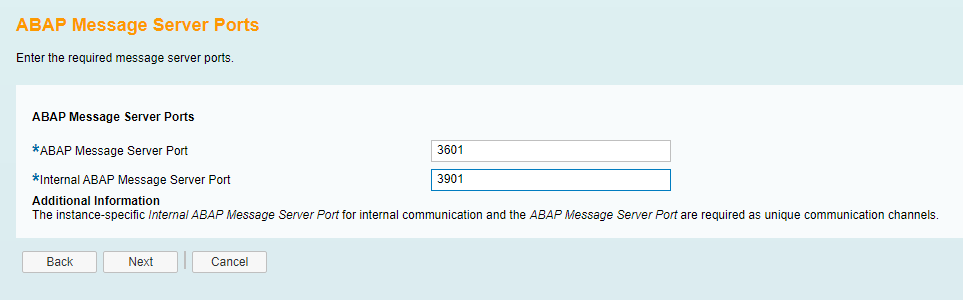 ABAP Message Server Ports
Enter the required message server ports.
ABAP Message Server Ports
*ABAP Message Server Port 3601
*Internal ABAP Message Server Port 3901
Additional Information
The instance-specific Internal ABAP Message Server Port for internal communication and the ABAP Message Server Port are required as unique communication channels.
Back Next Cancel